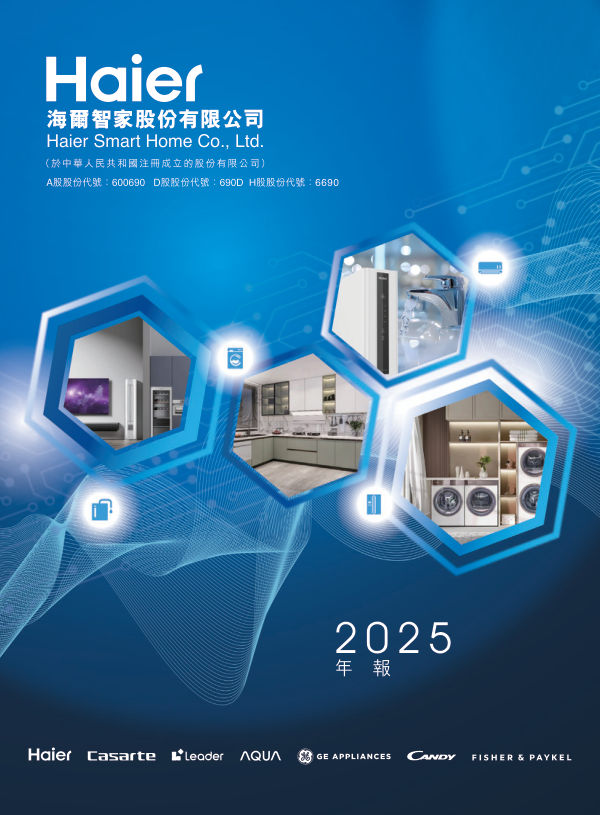 Haier
海爾智家股份有限公司
Haier Smart Home Co., Ltd.
（於中華人民共和國注冊成立的股份有限公司）
A股股份代號：600690 D股股份代號：690D H股股份代號：6690
2025
年 報
Haier Casarte Leader AQUA GE APPLIANCES CANDY FISHER & PAYKEL